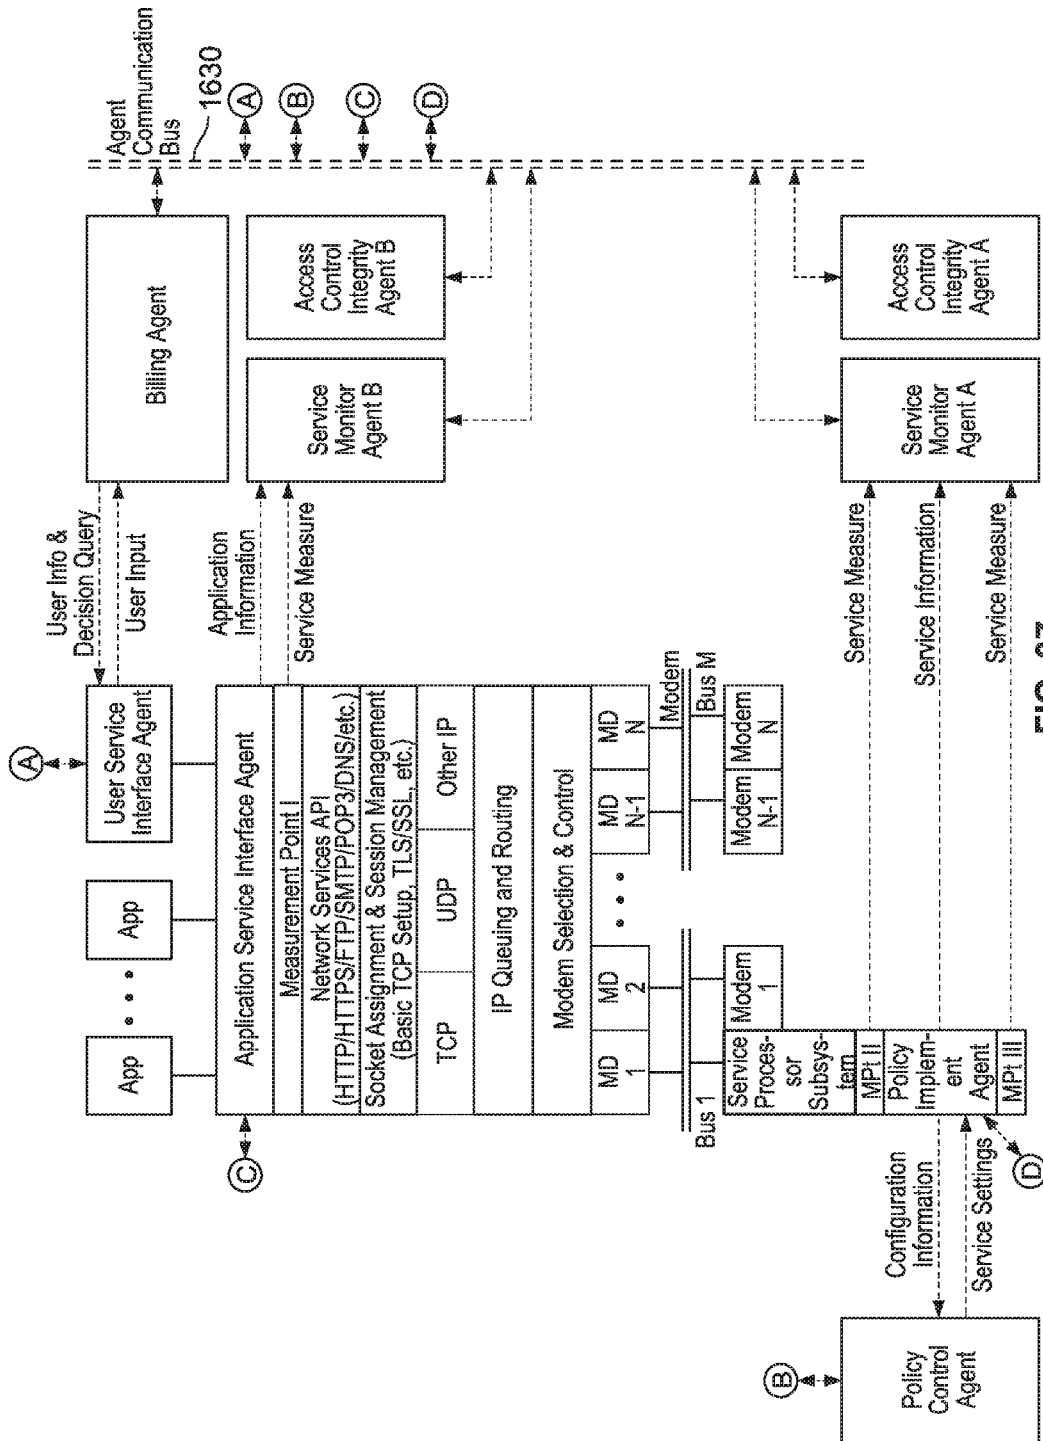 Agent
Communication
Bus
1630
A
B
C
D
Billing Agent
Access
Control
Integrity
Agent B
Service
Monitor
Agent B
Access
Control
Integrity
Agent A
Service
Monitor
Agent A
User Info &
Decision Query
User Input
Application
Information
Service Measure
Service Measure
Service Information
Service Measure
A
User Service
Interface Agent
App
App
C
Application Service Interface Agent
Measurement Point I
Network Services API
(HTTP/HTTPS/FTP/SMTP/POP3/DNS/etc.)
Socket Assignment & Session Management
(Basic TCP Setup, TLS/SSL, etc.)
TCP
UDP
Other IP
IP Queuing and Routing
Modem Selection & Control
MD
1
MD
2
MD
N-1
MD
N
Modem
Bus M
Bus 1
Service
Proces-
sor
Subsys-
tem
Modem
1
Modem
N-1
Modem
N
MPt II
Policy
Implem-
ent
Agent
MPt III
Configuration
Information
Service Settings
D
B
Policy
Control
Agent